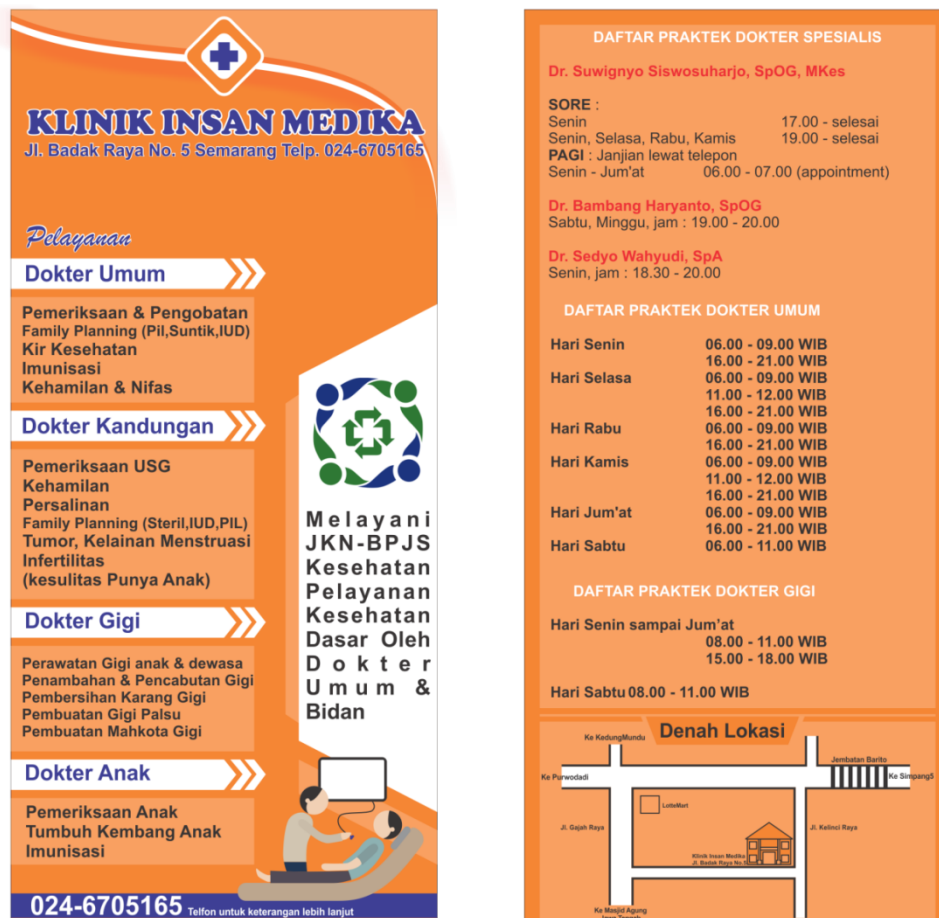 KLINIK INSAN MEDIKA
Jl. Badak Raya No. 5 Semarang Telp. 024-6705165
Pelayanan
Dokter Umum
Pemeriksaan & Pengobatan
Family Planning (Pil,Suntik,IUD)
Kir Kesehatan
Imunisasi
Kehamilan & Nifas
Dokter Kandungan
Pemeriksaan USG
Kehamilan
Persalinan
Family Planning (Steril,IUD,PIL)
Tumor, Kelainan Menstruasi
Infertilitas
(kesulitas Punya Anak)
Dokter Gigi
Perawatan Gigi anak & dewasa
Penambahan & Pencabutan Gigi
Pembersihan Karang Gigi
Pembuatan Gigi Palsu
Pembuatan Mahkota Gigi
Dokter Anak
Pemeriksaan Anak
Tumbuh Kembang Anak
Imunisasi
Melayani
JKN-BPJS
Kesehatan
Pelayanan
Kesehatan
Dasar Oleh
Dokter
Umum &
Bidan
024-6705165 Telfon untuk keterangan lebih lanjut
DAFTAR PRAKTEK DOKTER SPESIALIS
Dr. Suwignyo Siswosuharjo, SpOG, MKes
SORE :
Senin 17.00 - selesai
Senin, Selasa, Rabu, Kamis 19.00 - selesai
PAGI : Janjian lewat telepon
Senin - Jum'at 06.00 - 07.00 (appointment)
Dr. Bambang Haryanto, SpOG
Sabtu, Minggu, jam : 19.00 - 20.00
Dr. Sedyo Wahyudi, SpA
Senin, jam : 18.30 - 20.00
DAFTAR PRAKTEK DOKTER UMUM
Hari Senin 06.00 - 09.00 WIB
16.00 - 21.00 WIB
Hari Selasa 06.00 - 09.00 WIB
11.00 - 12.00 WIB
16.00 - 21.00 WIB
Hari Rabu 06.00 - 09.00 WIB
16.00 - 21.00 WIB
Hari Kamis 06.00 - 09.00 WIB
11.00 - 12.00 WIB
16.00 - 21.00 WIB
Hari Jum'at 06.00 - 09.00 WIB
16.00 - 21.00 WIB
Hari Sabtu 06.00 - 11.00 WIB
DAFTAR PRAKTEK DOKTER GIGI
Hari Senin sampai Jum'at
08.00 - 11.00 WIB
15.00 - 18.00 WIB
Hari Sabtu 08.00 - 11.00 WIB
Denah Lokasi
Ke KedungMundu
Jembatan Barito
Ke Purwodadi
Ke Simpang5
LotteMart
Jl. Gajah Raya
Jl. Kelinci Raya
Klinik Insan Medika
Jl. Badak Raya No.5
Ke Masjid Agung